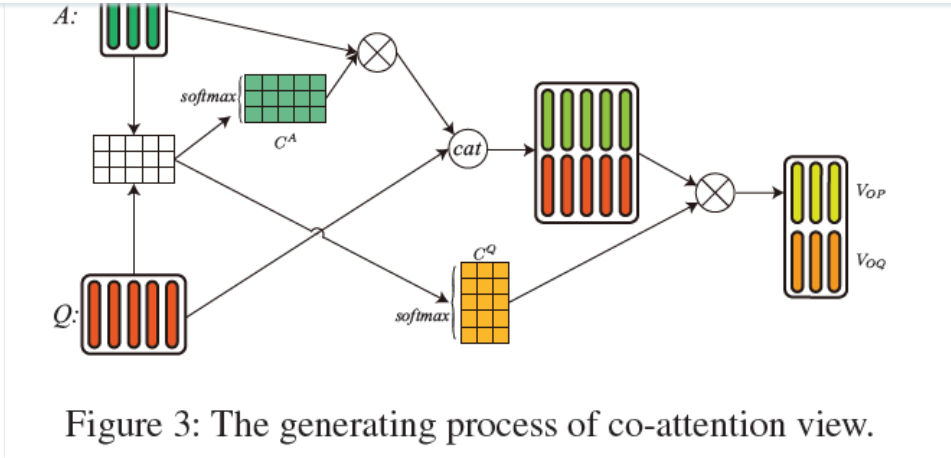 A:
softmax
C^A
cat
V_OP
C^Q
V_OQ
softmax
Q:
Figure 3: The generating process of co-attention view.